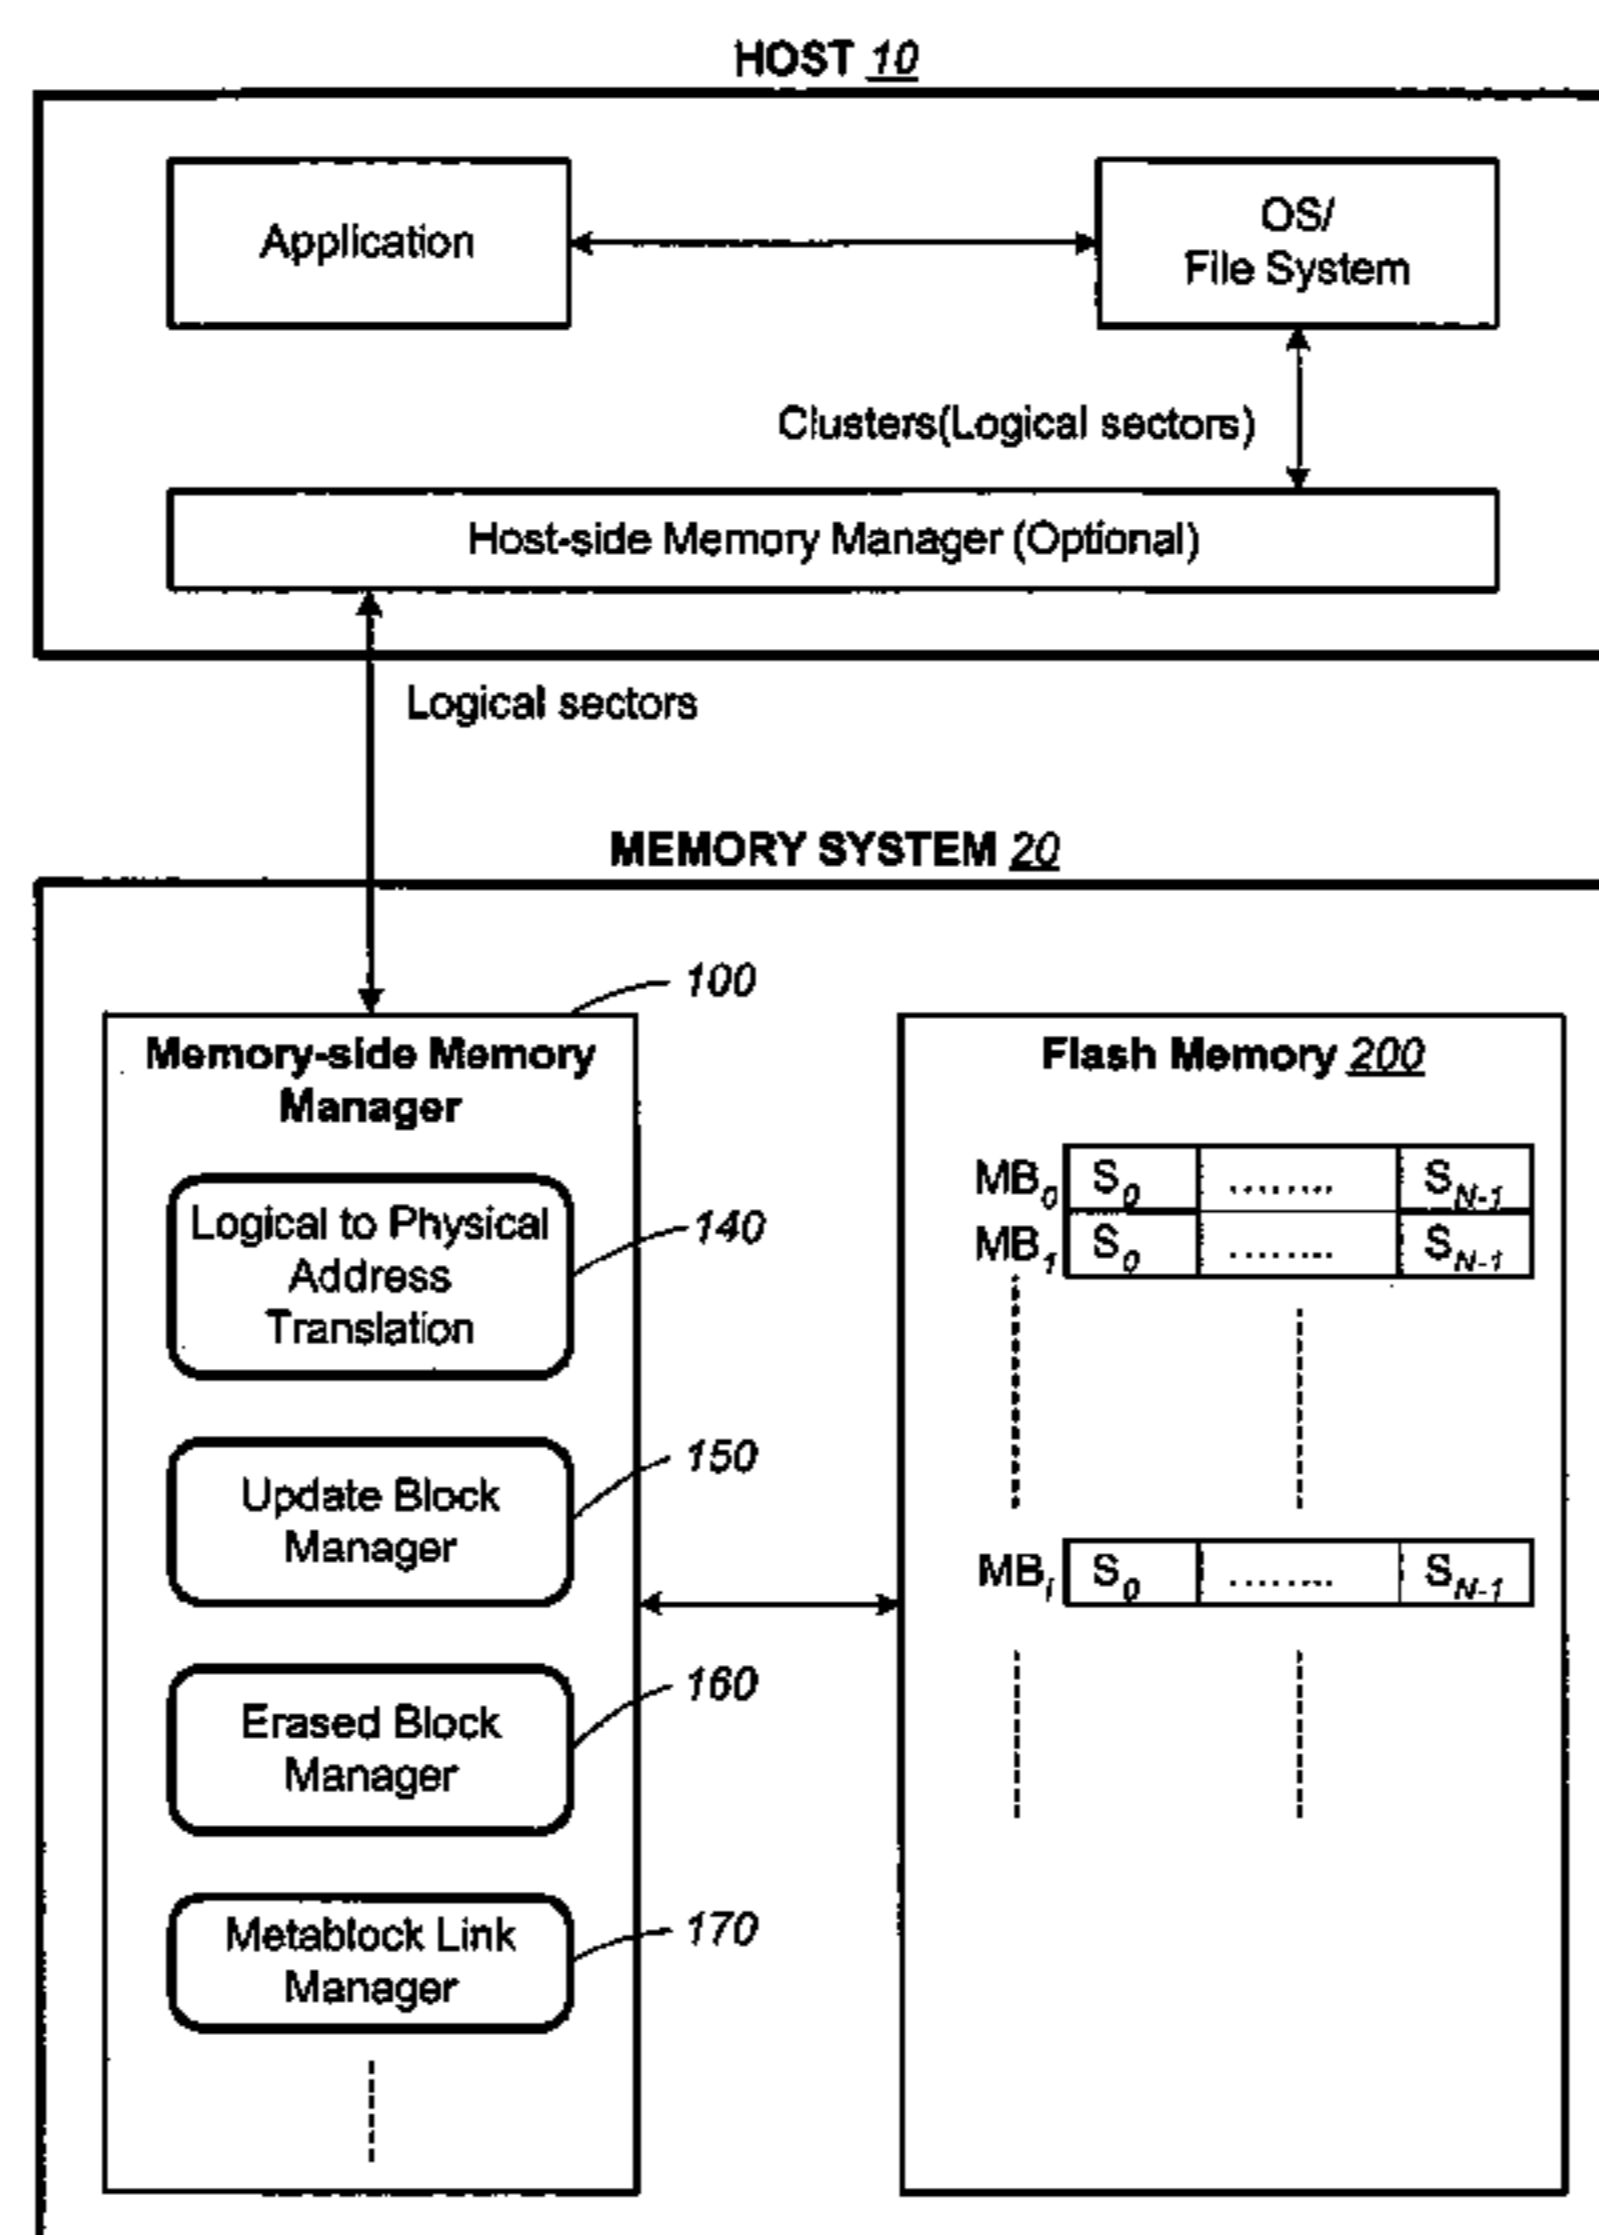 HOST 10
Application
OS/
File System
Clusters(Logical sectors)
Host-side Memory Manager (Optional)
Logical sectors
MEMORY SYSTEM 20
100
Memory-side Memory
Manager
Logical to Physical
Address
Translation
140
Update Block
Manager
150
Erased Block
Manager
160
Metablock Link
Manager
170
Flash Memory 200
MB0 S0 ........ SN-1
MB1 S0 ........ SN-1
MBi S0 ........ SN-1